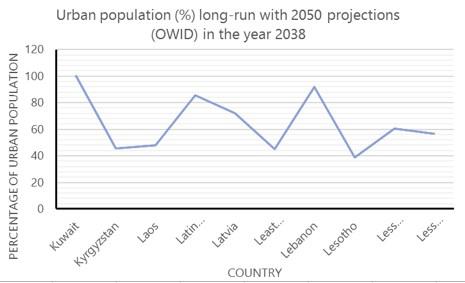 Urban population (%) long-run with 2050 projections
(OWID) in the year 2038
PERCENTAGE OF URBAN POPULATION
120
100
80
60
40
20
0
Kuwait
Kyrgyzstan
Laos
Latin...
Latvia
Least...
Lebanon
Lesotho
Less...
Less...
COUNTRY